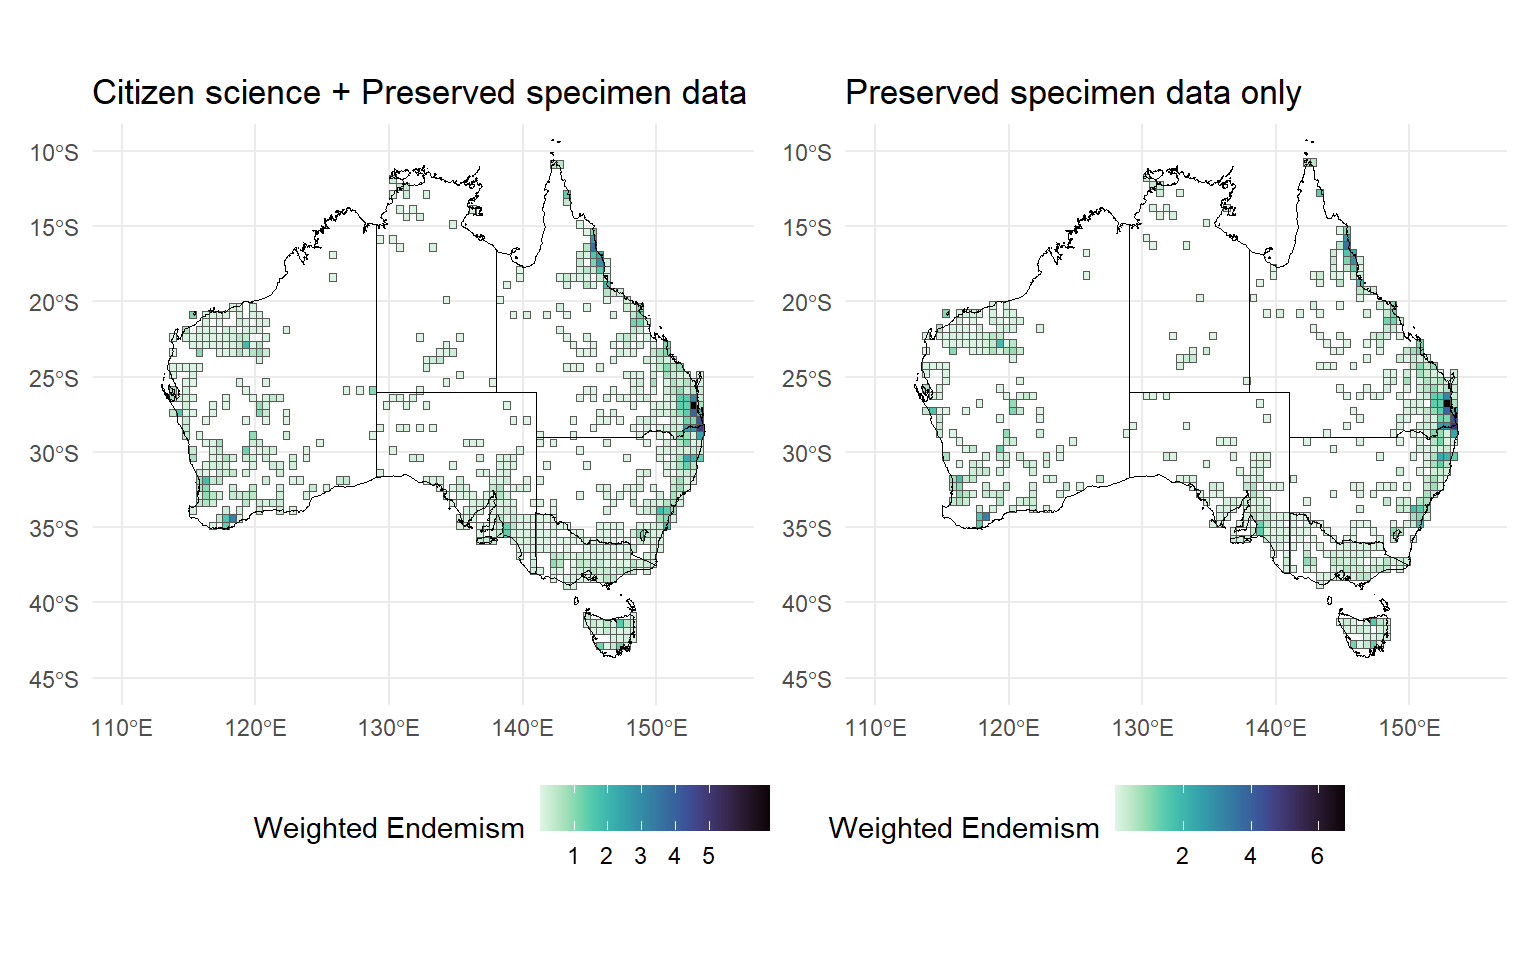 Citizen science + Preserved specimen data
Preserved specimen data only
10°S
15°S
20°S
25°S
30°S
35°S
40°S
45°S
110°E 120°E 130°E 140°E 150°E
10°S
15°S
20°S
25°S
30°S
35°S
40°S
45°S
110°E 120°E 130°E 140°E 150°E
Weighted Endemism
1 2 3 4 5
Weighted Endemism
2 4 6